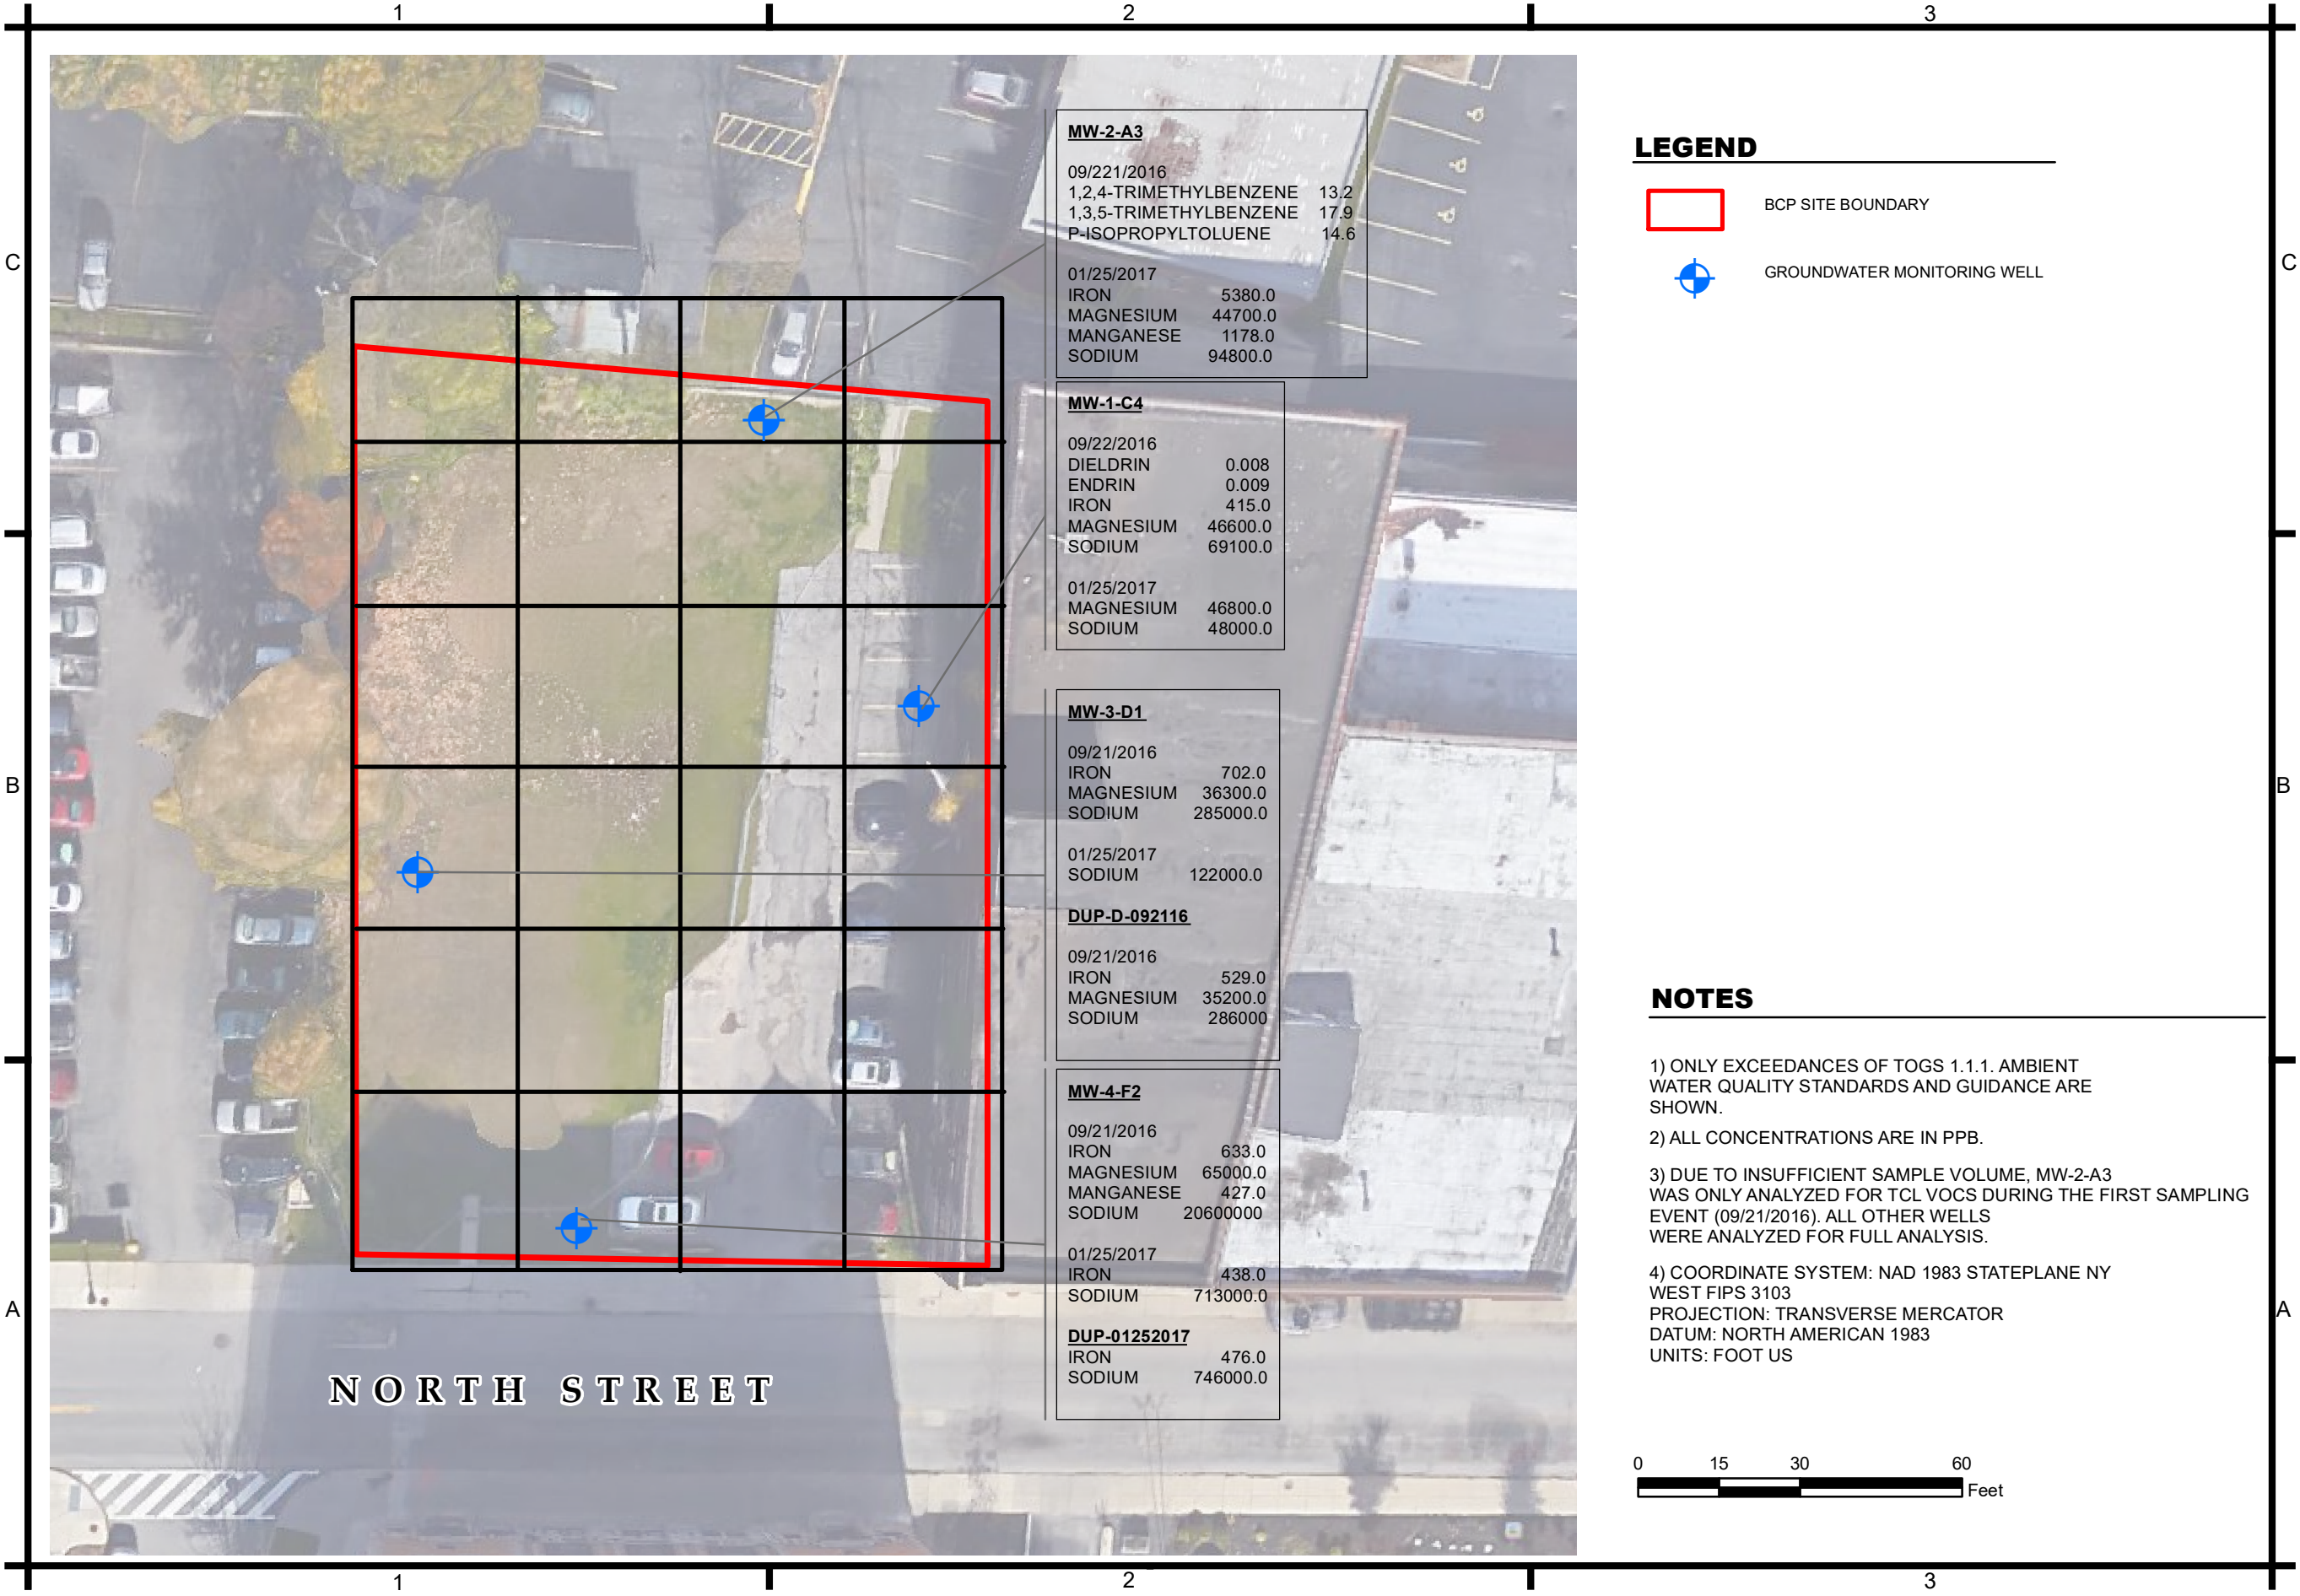 1 2 3
C C
B B
A A
1 2 3
MW-2-A3
09/221/2016
1,2,4-TRIMETHYLBENZENE 13.2
1,3,5-TRIMETHYLBENZENE 17.9
P-ISOPROPYLTOLUENE 14.6
01/25/2017
IRON 5380.0
MAGNESIUM 44700.0
MANGANESE 1178.0
SODIUM 94800.0
MW-1-C4
09/22/2016
DIELDRIN 0.008
ENDRIN 0.009
IRON 415.0
MAGNESIUM 46600.0
SODIUM 69100.0
01/25/2017
MAGNESIUM 46800.0
SODIUM 48000.0
MW-3-D1
09/21/2016
IRON 702.0
MAGNESIUM 36300.0
SODIUM 285000.0
01/25/2017
SODIUM 122000.0
DUP-D-092116
09/21/2016
IRON 529.0
MAGNESIUM 35200.0
SODIUM 286000
MW-4-F2
09/21/2016
IRON 633.0
MAGNESIUM 65000.0
MANGANESE 427.0
SODIUM 20600000
01/25/2017
IRON 438.0
SODIUM 713000.0
DUP-01252017
IRON 476.0
SODIUM 746000.0
NORTH STREET
LEGEND
BCP SITE BOUNDARY
GROUNDWATER MONITORING WELL
NOTES
1) ONLY EXCEEDANCES OF TOGS 1.1.1. AMBIENT
WATER QUALITY STANDARDS AND GUIDANCE ARE
SHOWN.
2) ALL CONCENTRATIONS ARE IN PPB.
3) DUE TO INSUFFICIENT SAMPLE VOLUME, MW-2-A3
WAS ONLY ANALYZED FOR TCL VOCS DURING THE FIRST SAMPLING
EVENT (09/21/2016). ALL OTHER WELLS
WERE ANALYZED FOR FULL ANALYSIS.
4) COORDINATE SYSTEM: NAD 1983 STATEPLANE NY
WEST FIPS 3103
PROJECTION: TRANSVERSE MERCATOR
DATUM: NORTH AMERICAN 1983
UNITS: FOOT US
0 15 30 60
Feet